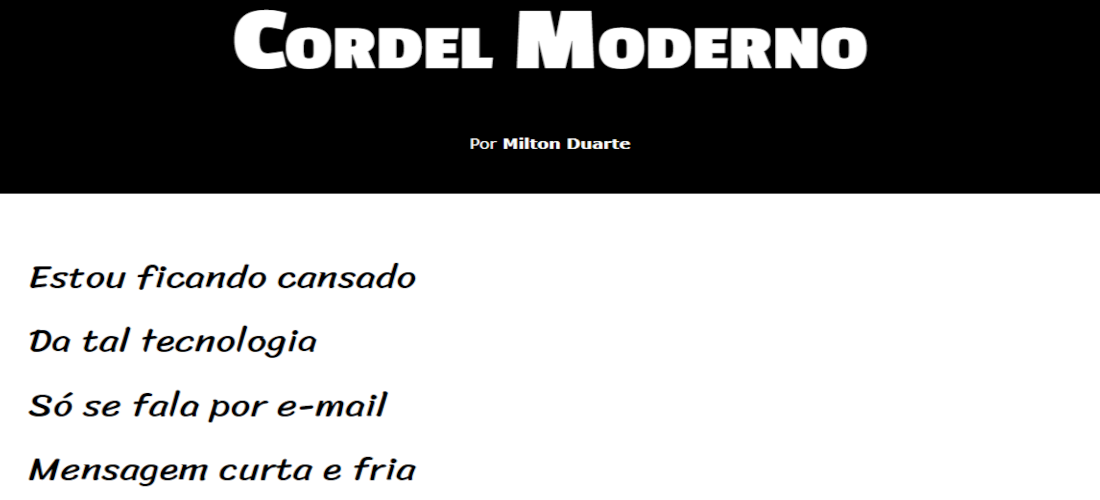 Cordel Moderno
Por Milton Duarte
Estou ficando cansado
Da tal tecnologia
Só se fala por e-mail
Mensagem curta e fria